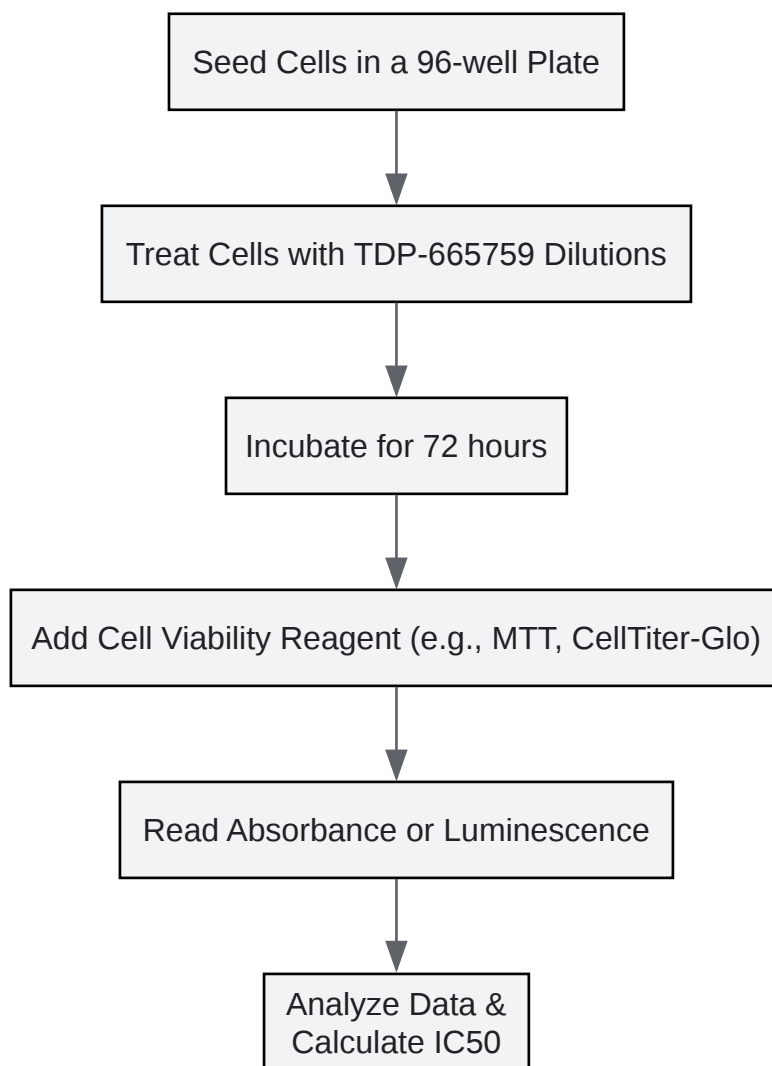 Seed Cells in a 96-well Plate
Treat Cells with TDP-665759 Dilutions
Incubate for 72 hours
Add Cell Viability Reagent (e.g., MTT, CellTiter-Glo)
Read Absorbance or Luminescence
Analyze Data &
Calculate IC50